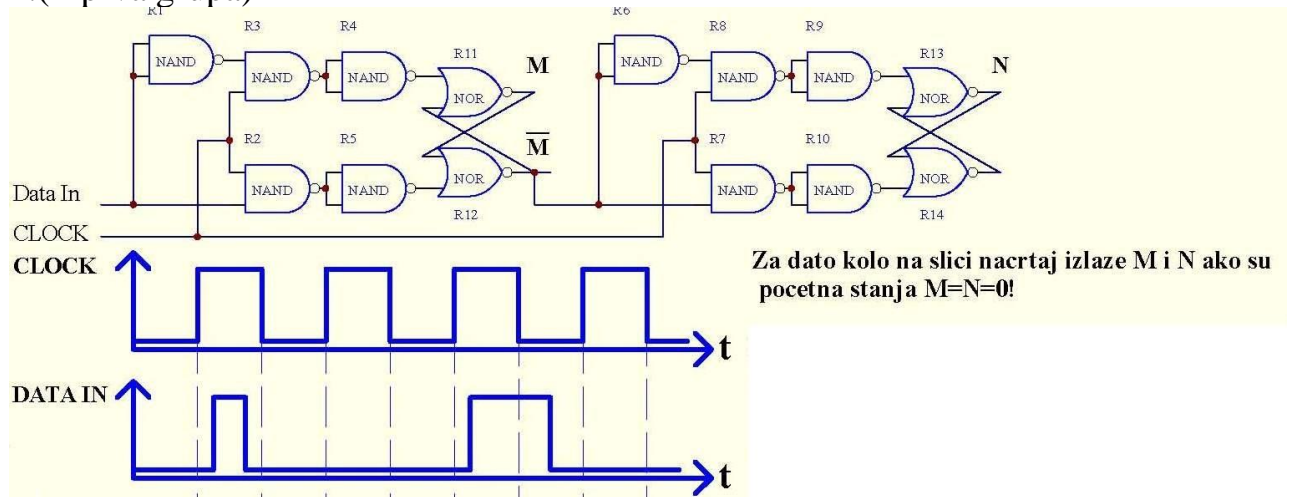 R1 R3 R4 R6 R8 R9
NAND NAND NAND R11 M NAND NAND NAND R13 N
NOR NOR
R2 R5 M R7 R10
NAND NAND NOR NAND NAND NOR
Data In
R12 R14
CLOCK
CLOCK
t
Za dato kolo na slici nacrtaj izlaze M i N ako su
pocetna stanja M=N=0!
DATA IN
t